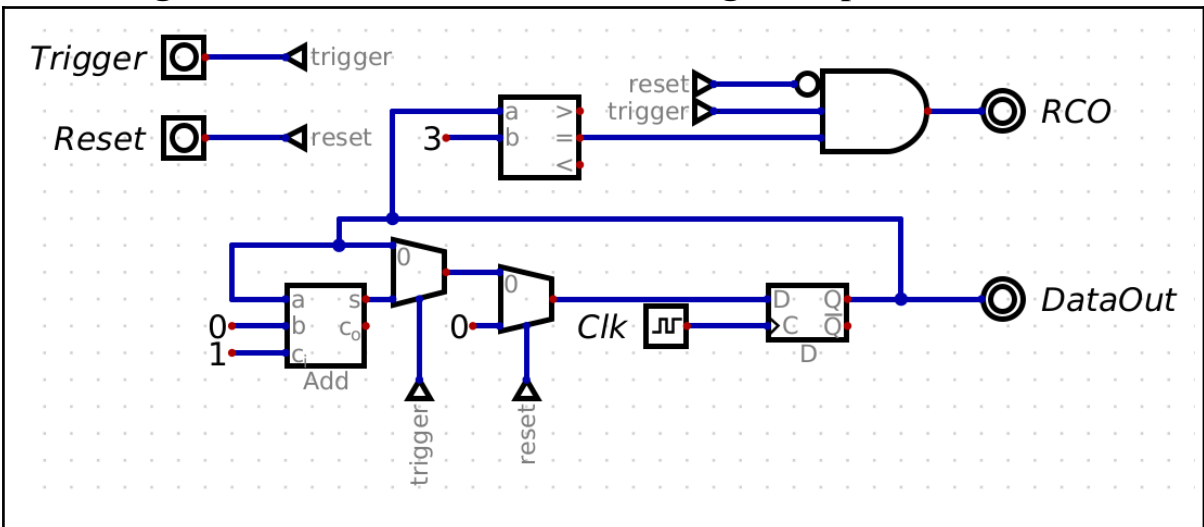 Trigger
trigger
Reset
reset
reset
trigger
a
b
>
=
<
3
RCO
0
0
a
b
ci
s
co
0
1
Add
0
Clk
D
C
Q
Q
D
DataOut
trigger
reset